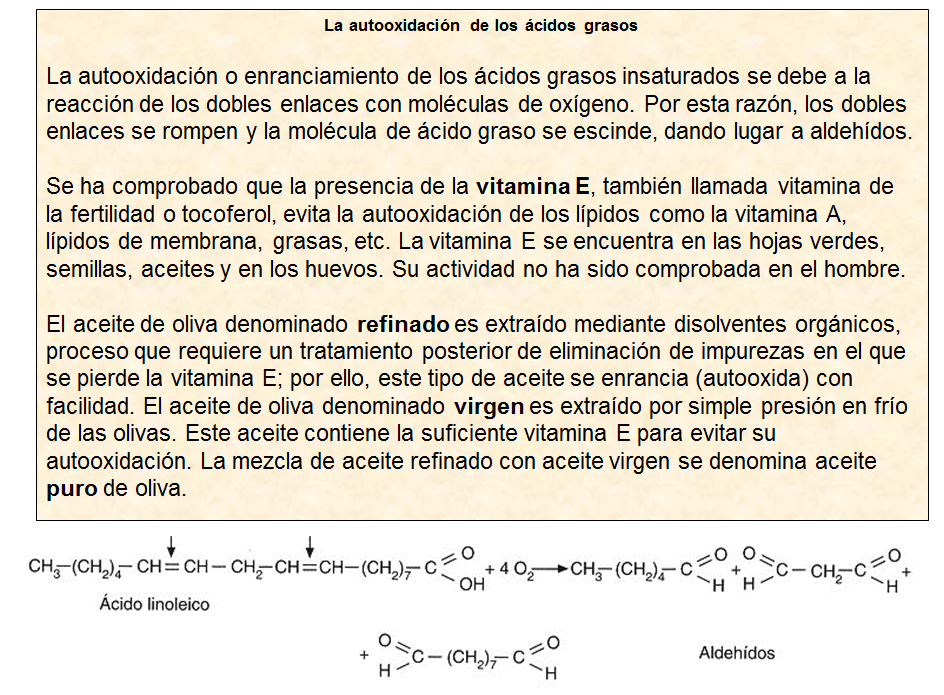 La autooxidación de los ácidos grasos
La autooxidación o enranciamiento de los ácidos grasos insaturados se debe a la
reacción de los dobles enlaces con moléculas de oxígeno. Por esta razón, los dobles
enlaces se rompen y la molécula de ácido graso se escinde, dando lugar a aldehídos.
Se ha comprobado que la presencia de la vitamina E, también llamada vitamina de
la fertilidad o tocoferol, evita la autooxidación de los lípidos como la vitamina A,
lípidos de membrana, grasas, etc. La vitamina E se encuentra en las hojas verdes,
semillas, aceites y en los huevos. Su actividad no ha sido comprobada en el hombre.
El aceite de oliva denominado refinado es extraído mediante disolventes orgánicos,
proceso que requiere un tratamiento posterior de eliminación de impurezas en el que
se pierde la vitamina E; por ello, este tipo de aceite se enrancia (autooxida) con
facilidad. El aceite de oliva denominado virgen es extraído por simple presión en frío
de las olivas. Este aceite contiene la suficiente vitamina E para evitar su
autooxidación. La mezcla de aceite refinado con aceite virgen se denomina aceite
puro de oliva.
CH₃–(CH₂)₄– CH=CH – CH₂–CH=CH–(CH₂)₇– C O OH + 4 O₂ → CH₃–(CH₂)₄– C O H + O H C – CH₂–C O H +
Ácido linoleico
+ O H C–(CH₂)₇–C O H
Aldehídos